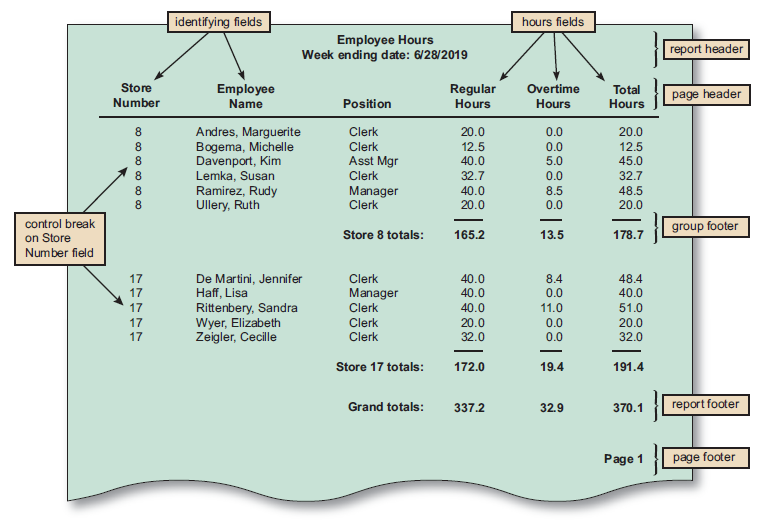 identifying fields
hours fields
Employee Hours
Week ending date: 6/28/2019
report header
page header
Store Number Employee Name Position Regular Hours Overtime Hours Total Hours
8 Andres, Marguerite Clerk 20.0 0.0 20.0
8 Bogema, Michelle Clerk 12.5 0.0 12.5
8 Davenport, Kim Asst Mgr 40.0 5.0 45.0
8 Lemka, Susan Clerk 32.7 0.0 32.7
8 Ramirez, Rudy Manager 40.0 8.5 48.5
8 Ullery, Ruth Clerk 20.0 0.0 20.0
control break
on Store
Number field
Store 8 totals: 165.2 13.5 178.7
group footer
17 De Martini, Jennifer Clerk 40.0 8.4 48.4
17 Haff, Lisa Manager 40.0 0.0 40.0
17 Rittenbery, Sandra Clerk 40.0 11.0 51.0
17 Wyer, Elizabeth Clerk 20.0 0.0 20.0
17 Zeigler, Cecille Clerk 32.0 0.0 32.0
Store 17 totals: 172.0 19.4 191.4
Grand totals: 337.2 32.9 370.1
report footer
Page 1
page footer